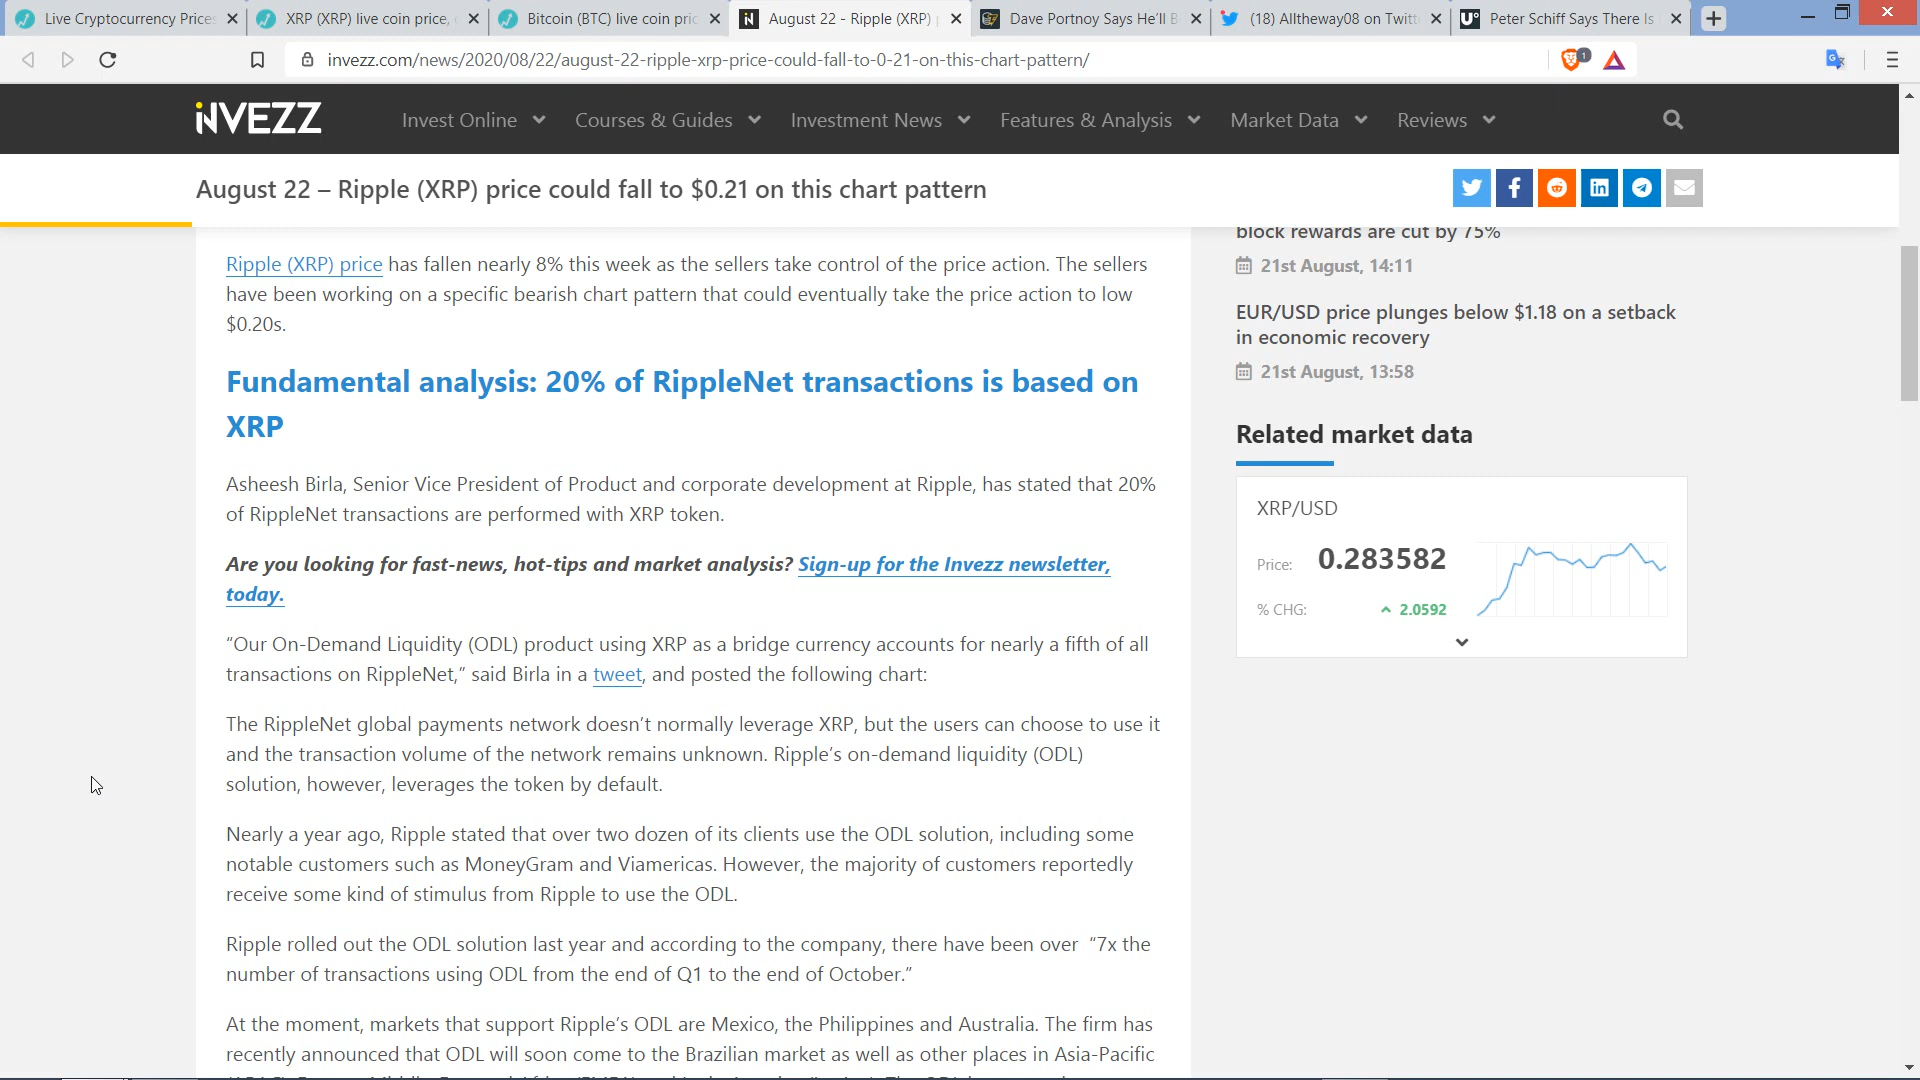 Live Cryptocurrency Prices
XRP (XRP) live coin price,
Bitcoin (BTC) live coin pric
August 22 - Ripple (XRP)
Dave Portnoy Says He'll B
(18) Alltheway08 on Twitt
Peter Schiff Says There Is
invezz.com/news/2020/08/22/august-22-ripple-xrp-price-could-fall-to-0-21-on-this-chart-pattern/
1
iNVEZZ
Invest Online
Courses & Guides
Investment News
Features & Analysis
Market Data
Reviews
August 22 – Ripple (XRP) price could fall to $0.21 on this chart pattern
Ripple (XRP) price has fallen nearly 8% this week as the sellers take control of the price action. The sellers
have been working on a specific bearish chart pattern that could eventually take the price action to low
$0.20s.
Fundamental analysis: 20% of RippleNet transactions is based on
XRP
Asheesh Birla, Senior Vice President of Product and corporate development at Ripple, has stated that 20%
of RippleNet transactions are performed with XRP token.
Are you looking for fast-news, hot-tips and market analysis? Sign-up for the Invezz newsletter,
today.
“Our On-Demand Liquidity (ODL) product using XRP as a bridge currency accounts for nearly a fifth of all
transactions on RippleNet,” said Birla in a tweet, and posted the following chart:
The RippleNet global payments network doesn’t normally leverage XRP, but the users can choose to use it
and the transaction volume of the network remains unknown. Ripple’s on-demand liquidity (ODL)
solution, however, leverages the token by default.
Nearly a year ago, Ripple stated that over two dozen of its clients use the ODL solution, including some
notable customers such as MoneyGram and Viamericas. However, the majority of customers reportedly
receive some kind of stimulus from Ripple to use the ODL.
Ripple rolled out the ODL solution last year and according to the company, there have been over “7x the
number of transactions using ODL from the end of Q1 to the end of October.”
At the moment, markets that support Ripple’s ODL are Mexico, the Philippines and Australia. The firm has
recently announced that ODL will soon come to the Brazilian market as well as other places in Asia-Pacific
block rewards are cut by 75%
21st August, 14:11
EUR/USD price plunges below $1.18 on a setback
in economic recovery
21st August, 13:58
Related market data
XRP/USD
Price: 0.283582
% CHG: 2.0592